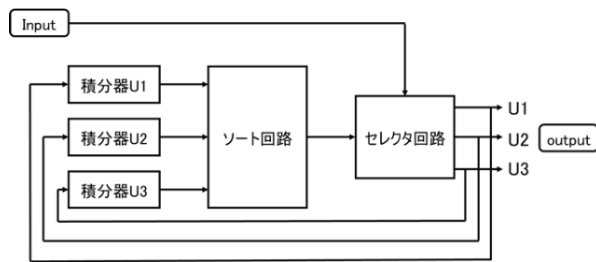 Input
積分器U1
積分器U2
積分器U3
ソート回路
セレクタ回路
U1
U2
U3
output